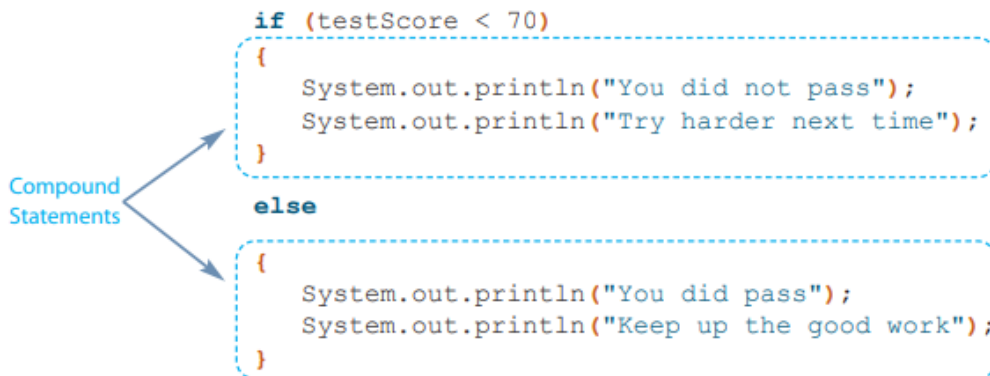 if (testScore < 70)
{
System.out.println("You did not pass");
System.out.println("Try harder next time");
}
Compound
Statements
else
{
System.out.println("You did pass");
System.out.println("Keep up the good work");
}